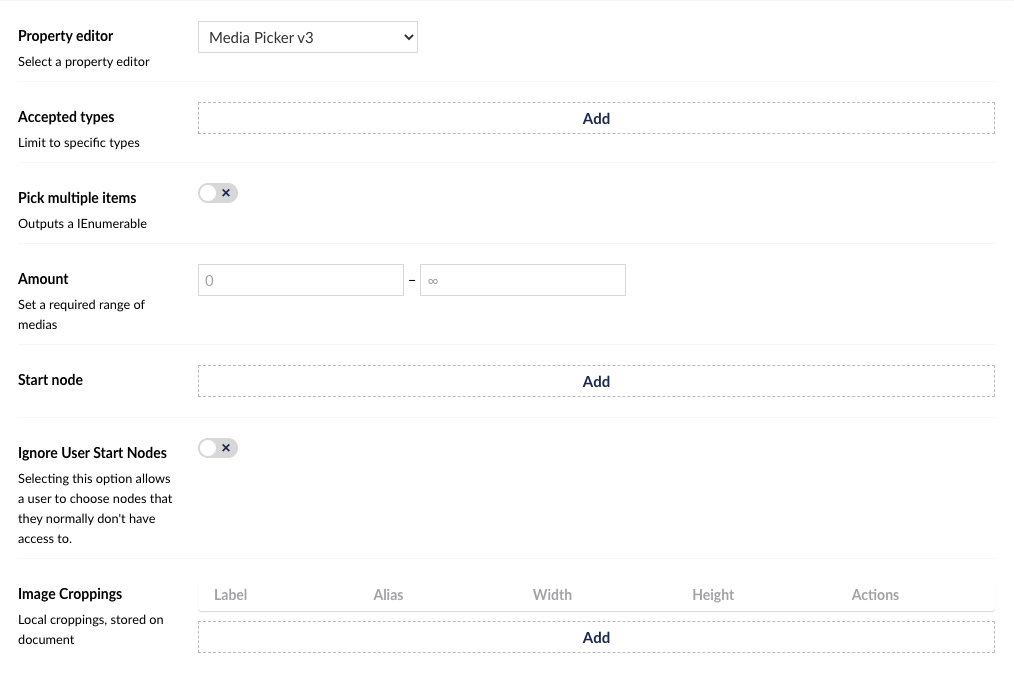 Property editor
Media Picker v3
Select a property editor
Accepted types
Add
Limit to specific types
Pick multiple items
Outputs a IEnumerable
Amount
0 – ∞
Set a required range of
medias
Start node
Add
Ignore User Start Nodes
Selecting this option allows
a user to choose nodes that
they normally don't have
access to.
Image Croppings
Label Alias Width Height Actions
Local croppings, stored on
document
Add